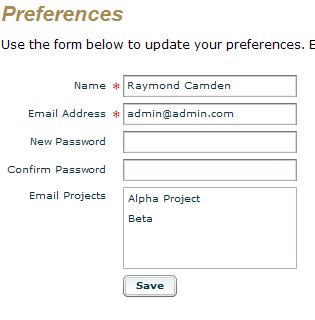 Preferences
Use the form below to update your preferences. E
Name * Raymond Camden
Email Address * admin@admin.com
New Password
Confirm Password
Email Projects
Alpha Project
Beta
Save